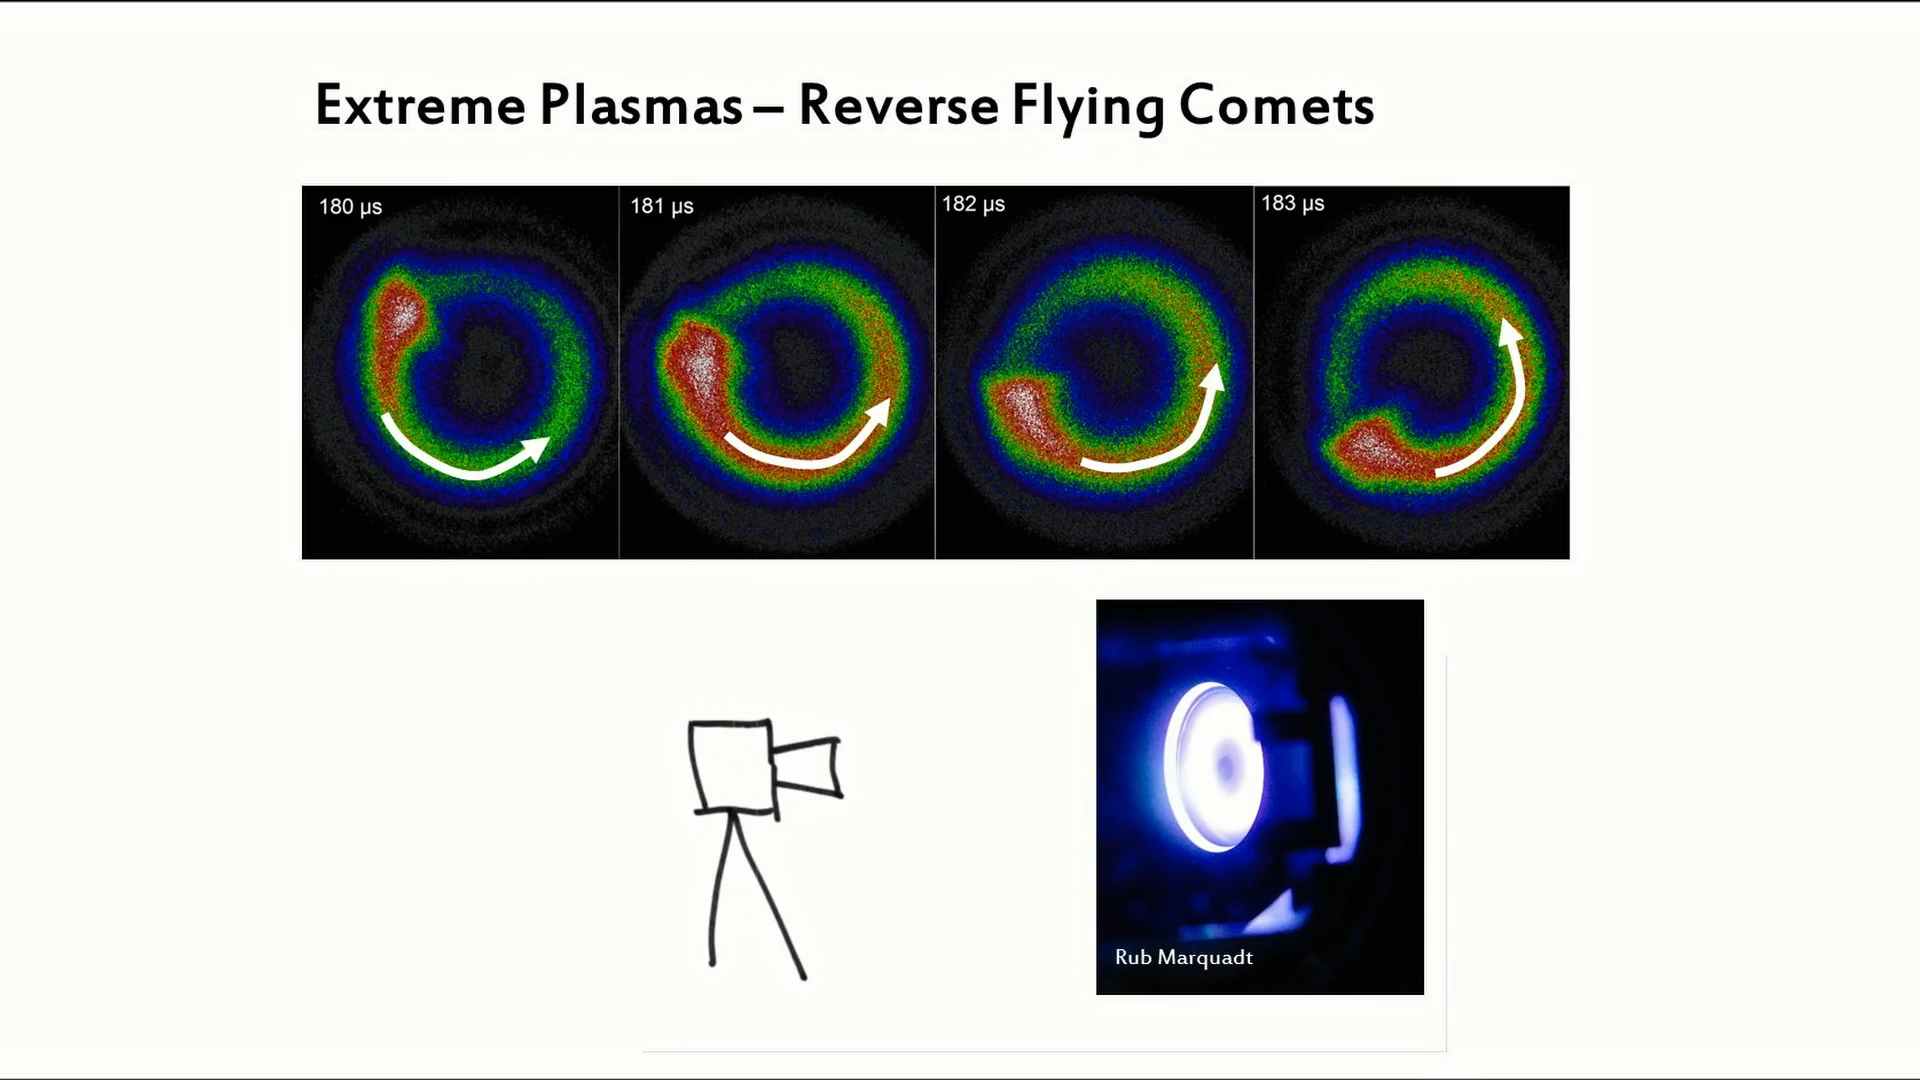 Extreme Plasmas – Reverse Flying Comets
180 µs
181 µs
182 µs
183 µs
Rub Marquadt